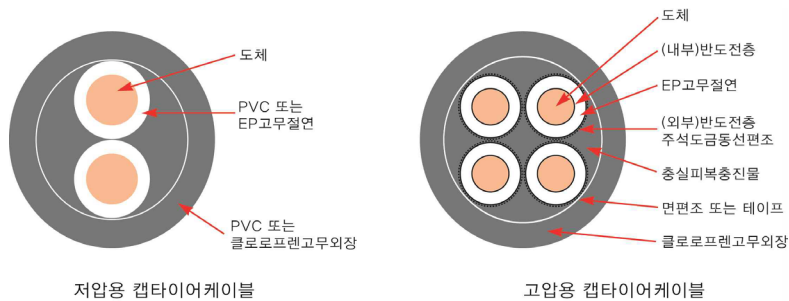 도체
PVC 또는
EP고무절연
PVC 또는
클로로프렌고무외장
저압용 캡타이어케이블
도체
(내부)반도전층
EP고무절연
(외부)반도전층
주석도금동선편조
충실피복충진물
면편조 또는 테이프
클로로프렌고무외장
고압용 캡타이어케이블